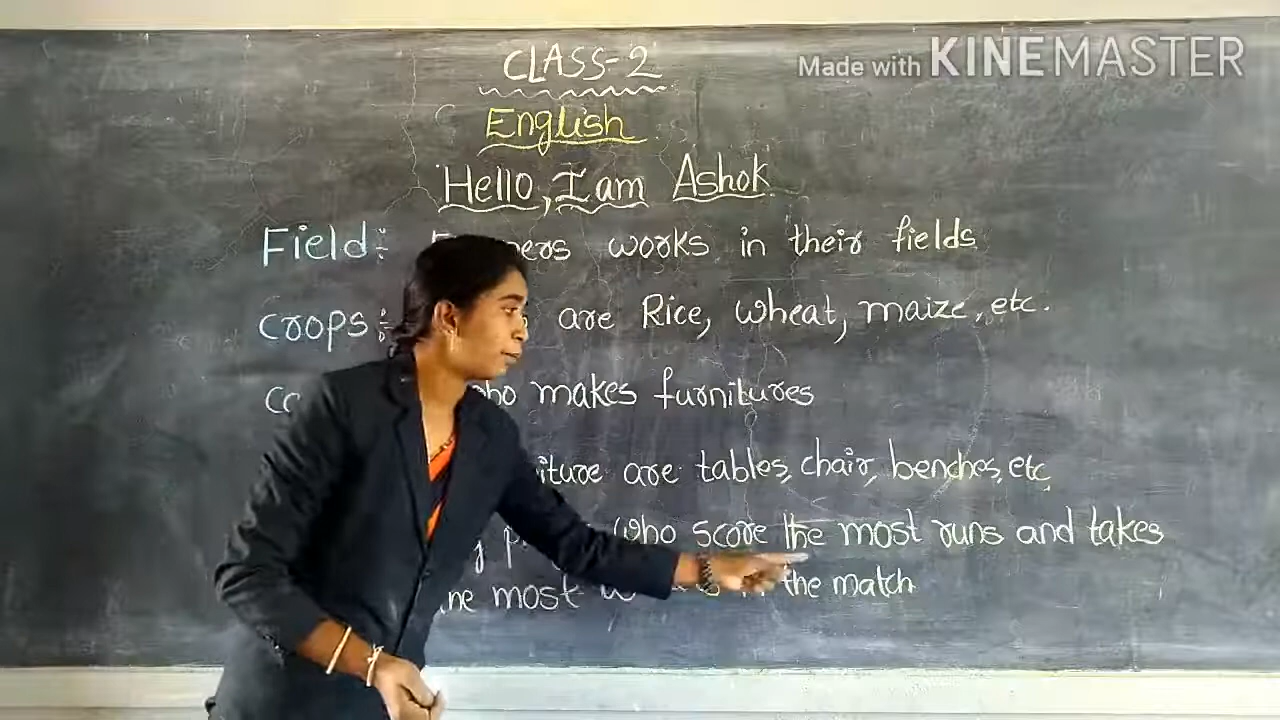 CLASS-2
Made with KINEMASTER
English
Hello, I am Ashok
Field:- works in their fields
Crops:- are Rice, wheat, maize, etc.
makes furnitures
are tables, chair, benches, etc,
who score the most runs and takes
most the match